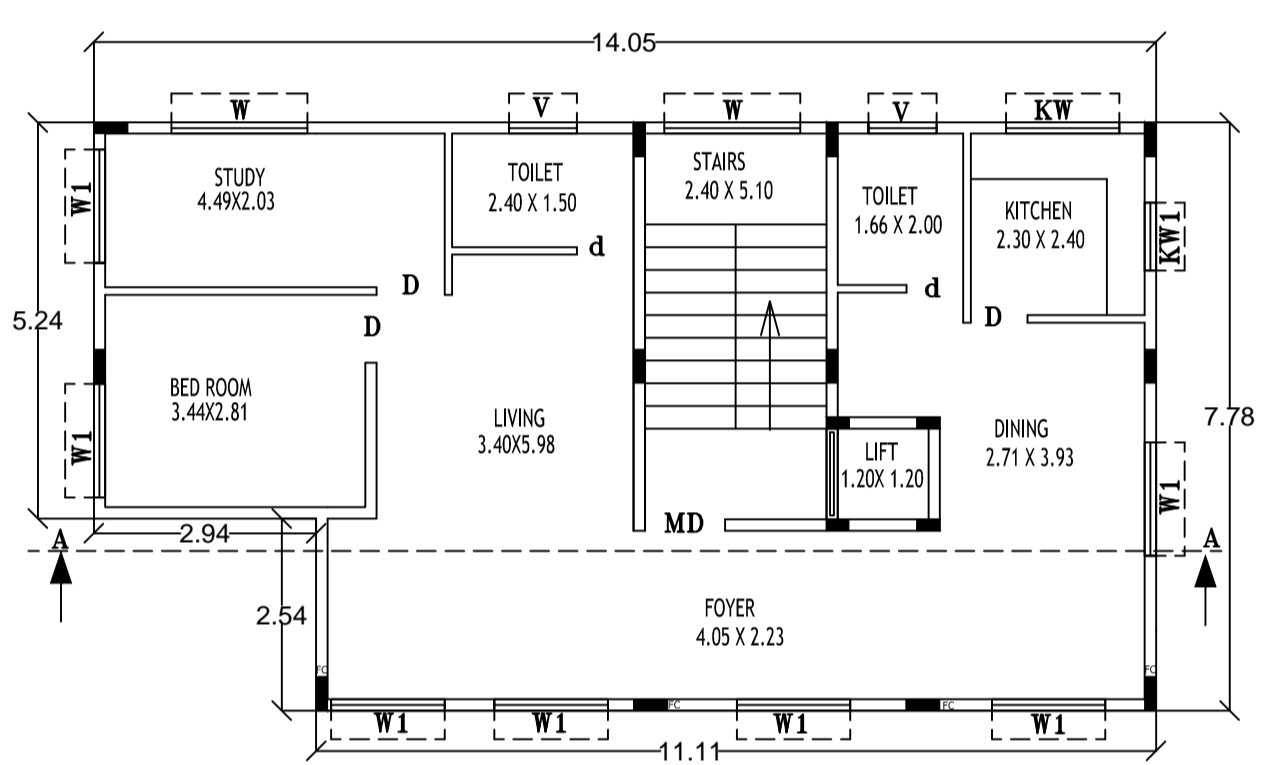 14.05
W
V
W
V
KW
STUDY
4.49X2.03
TOILET
2.40 X 1.50
STAIRS
2.40 X 5.10
TOILET
1.66 X 2.00
KITCHEN
2.30 X 2.40
W1
KW1
d
D
d
D
5.24
D
BED ROOM
3.44X2.81
LIVING
3.40X5.98
DINING
2.71 X 3.93
7.78
W1
LIFT
1.20X 1.20
W1
MD
2.94
A
A
2.54
FOYER
4.05 X 2.23
FC
FC
FC
FC
W1
W1
W1
W1
11.11